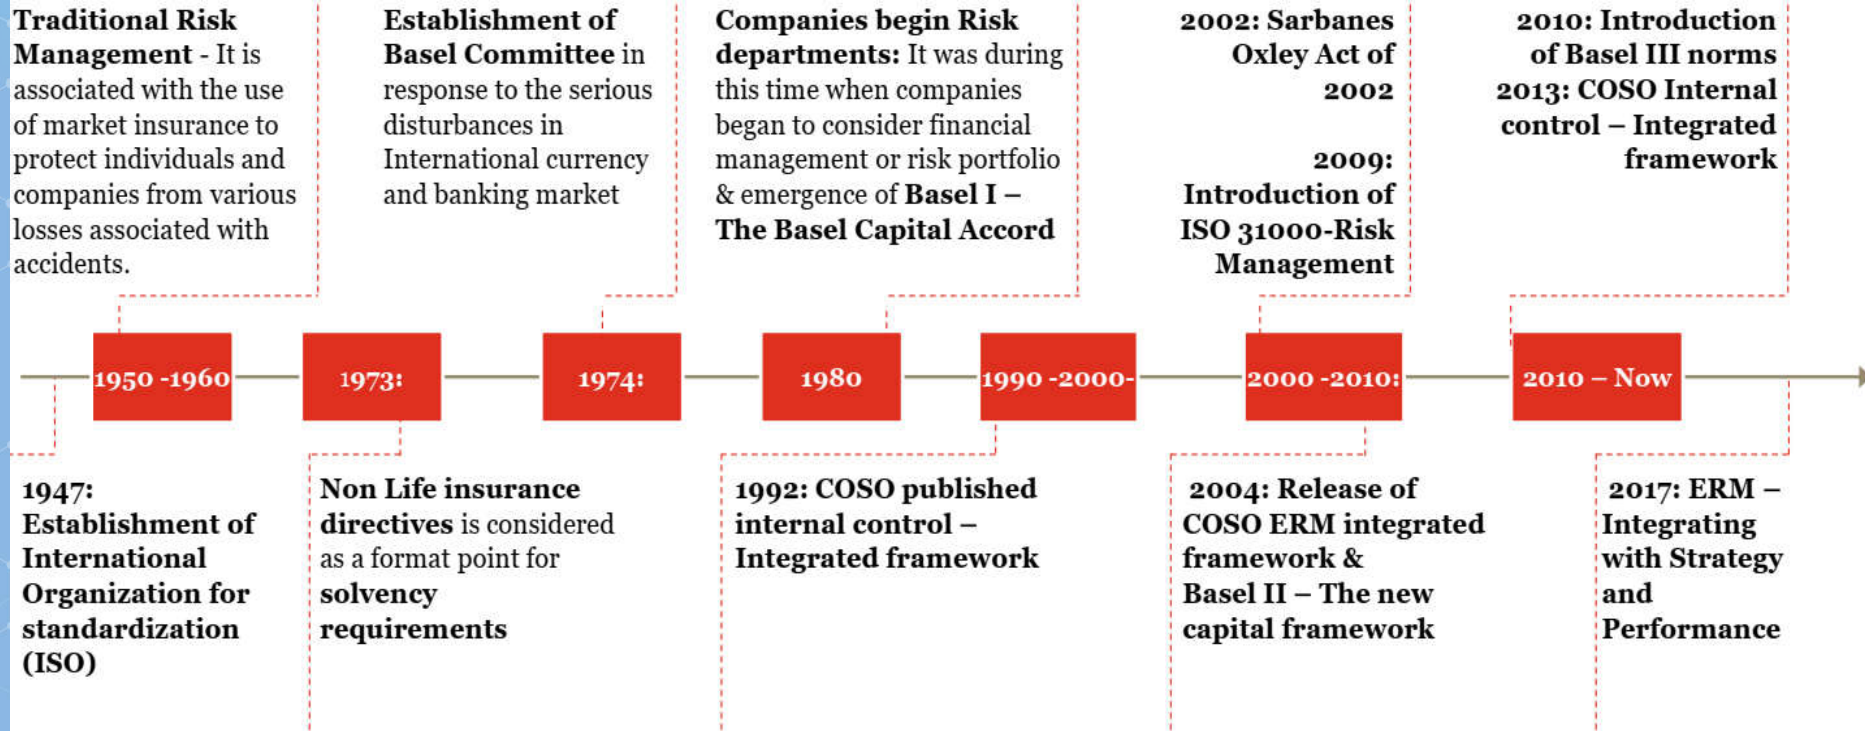 Traditional Risk
Management - It is
associated with the use
of market insurance to
protect individuals and
companies from various
losses associated with
accidents.
Establishment of
Basel Committee in
response to the serious
disturbances in
International currency
and banking market
Companies begin Risk
departments: It was during
this time when companies
began to consider financial
management or risk portfolio
& emergence of Basel I –
The Basel Capital Accord
2002: Sarbanes
Oxley Act of
2002
2009:
Introduction of
ISO 31000-Risk
Management
2010: Introduction
of Basel III norms
2013: COSO Internal
control – Integrated
framework
1950 -1960
1973:
1974:
1980
1990 -2000-
2000 -2010:
2010 – Now
1947:
Establishment of
International
Organization for
standardization
(ISO)
Non Life insurance
directives is considered
as a format point for
solvency
requirements
1992: COSO published
internal control –
Integrated framework
2004: Release of
COSO ERM integrated
framework &
Basel II – The new
capital framework
2017: ERM –
Integrating
with Strategy
and
Performance